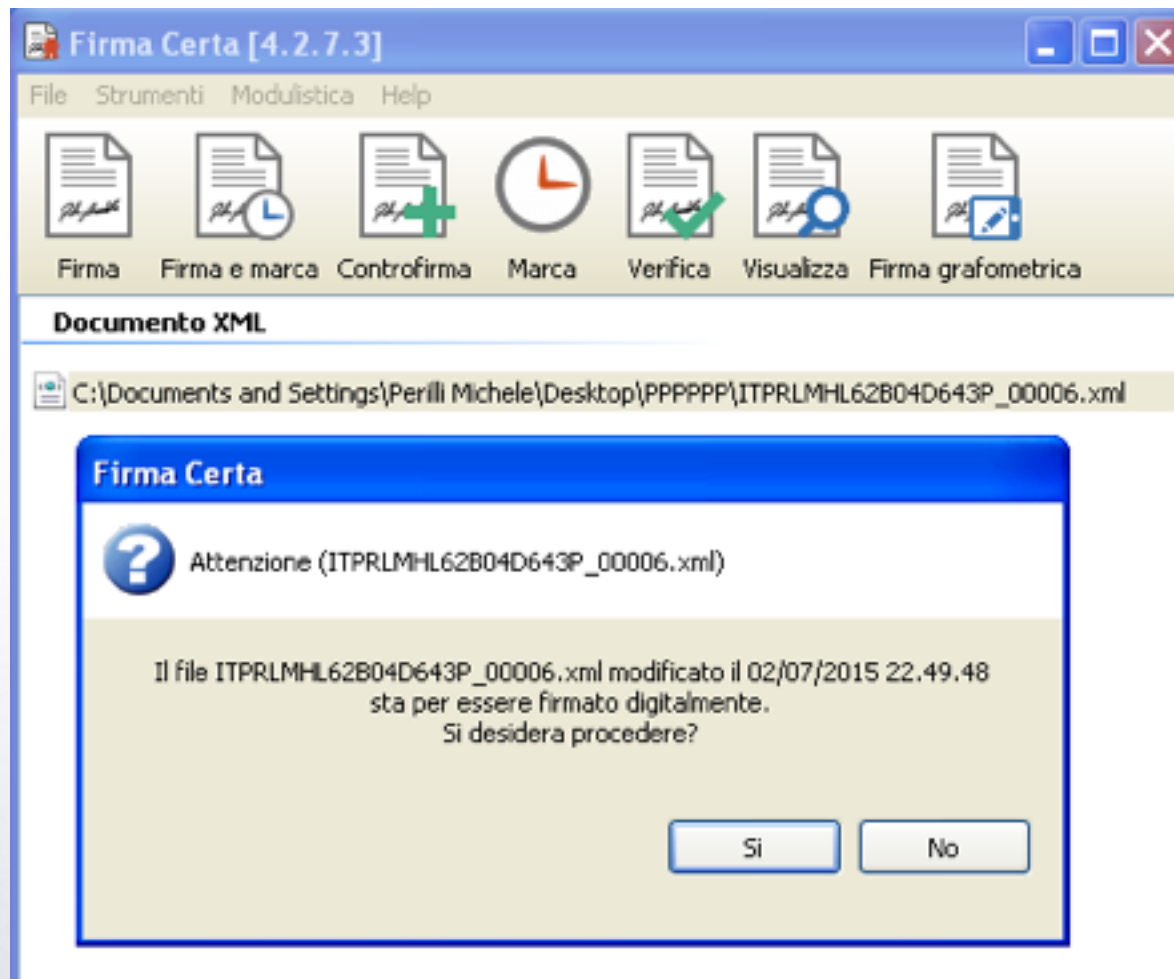 Firma Certa [4.2.7.3]
File Strumenti Modulistica Help
Firma Firma e marca Controfirma Marca Verifica Visualizza Firma grafometrica
Documento XML
C:\Documents and Settings\Perilli Michele\Desktop\PPPPPP\ITPRLMHL62B04D643P_00006.xml
Firma Certa
Attenzione (ITPRLMHL62B04D643P_00006.xml)
Il file ITPRLMHL62B04D643P_00006.xml modificato il 02/07/2015 22.49.48
sta per essere firmato digitalmente.
Si desidera procedere?
Si No